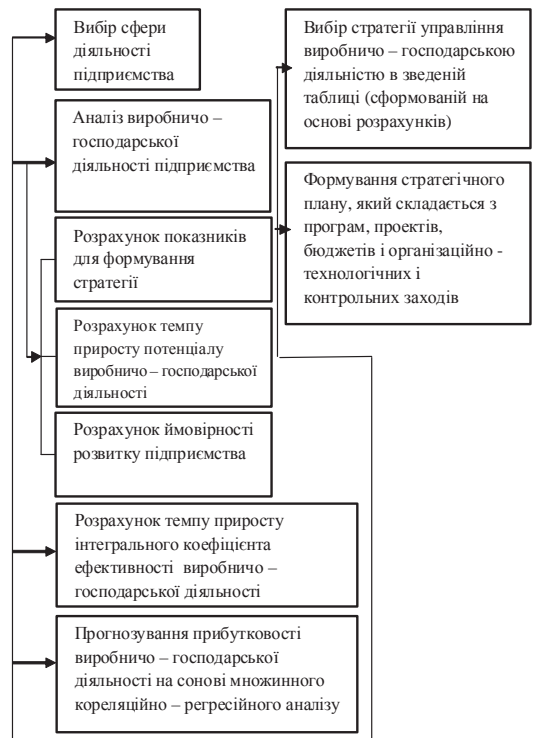 Вибір сфери
діяльності
підприємства
Аналіз виробничо –
господарської
діяльності підприємства
Розрахунок показників
для формування
стратегії
Розрахунок темпу
приросту потенціалу
виробничо – господарської
діяльності
Розрахунок ймовірності
розвитку підприємства
Розрахунок темпу приросту
інтегрального коефіцієнта
ефективності виробничо –
господарської діяльності
Прогнозування прибутковості
виробничо – господарської
діяльності на сонові множинного
кореляційно – регресійного аналізу
Вибір стратегії управління
виробничо – господарською
діяльністю в зведеній
таблиці (сформованій на
основі розрахунків)
Формування стратегічного
плану, який складається з
програм, проектів,
бюджетів і організаційно -
технологічних і
контрольних заходів